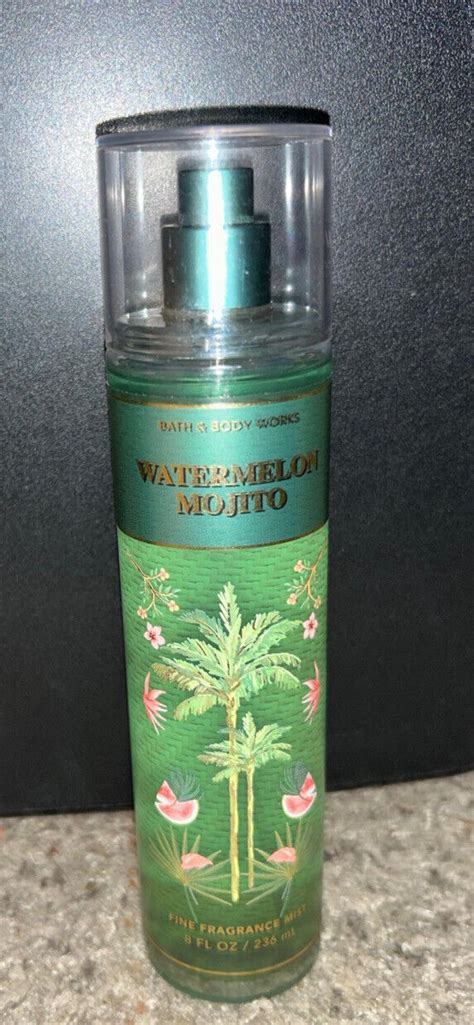 BATH & BODY WORKS
WATERMELON
MOJITO
FINE FRAGRANCE MIST
8 FL OZ / 236 mL